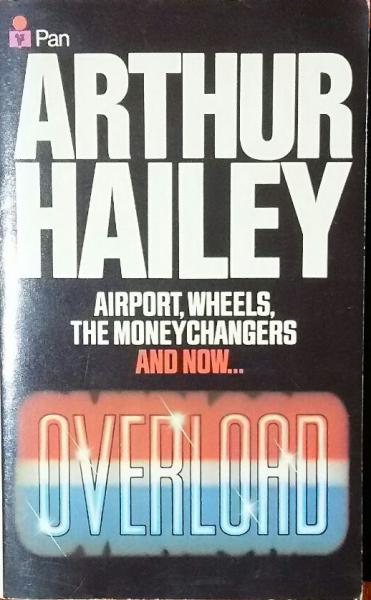 Pan
ARTHUR
HAILEY
AIRPORT, WHEELS,
THE MONEYCHANGERS
AND NOW...
OVERLOAD